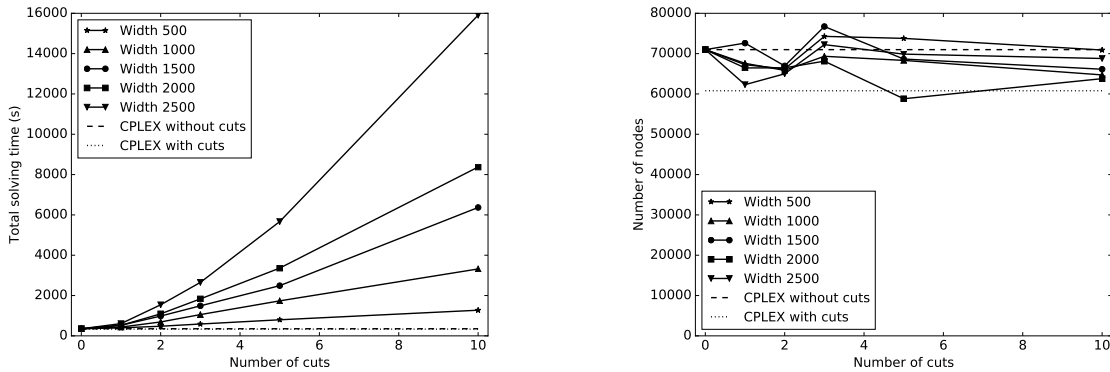 16000
14000
12000
10000
8000
6000
4000
2000
0
Total solving time (s)
Width 500
Width 1000
Width 1500
Width 2000
Width 2500
CPLEX without cuts
CPLEX with cuts
0 2 4 6 8 10
Number of cuts
80000
70000
60000
50000
40000
30000
20000
10000
0
Number of nodes
Width 500
Width 1000
Width 1500
Width 2000
Width 2500
CPLEX without cuts
CPLEX with cuts
0 2 4 6 8 10
Number of cuts